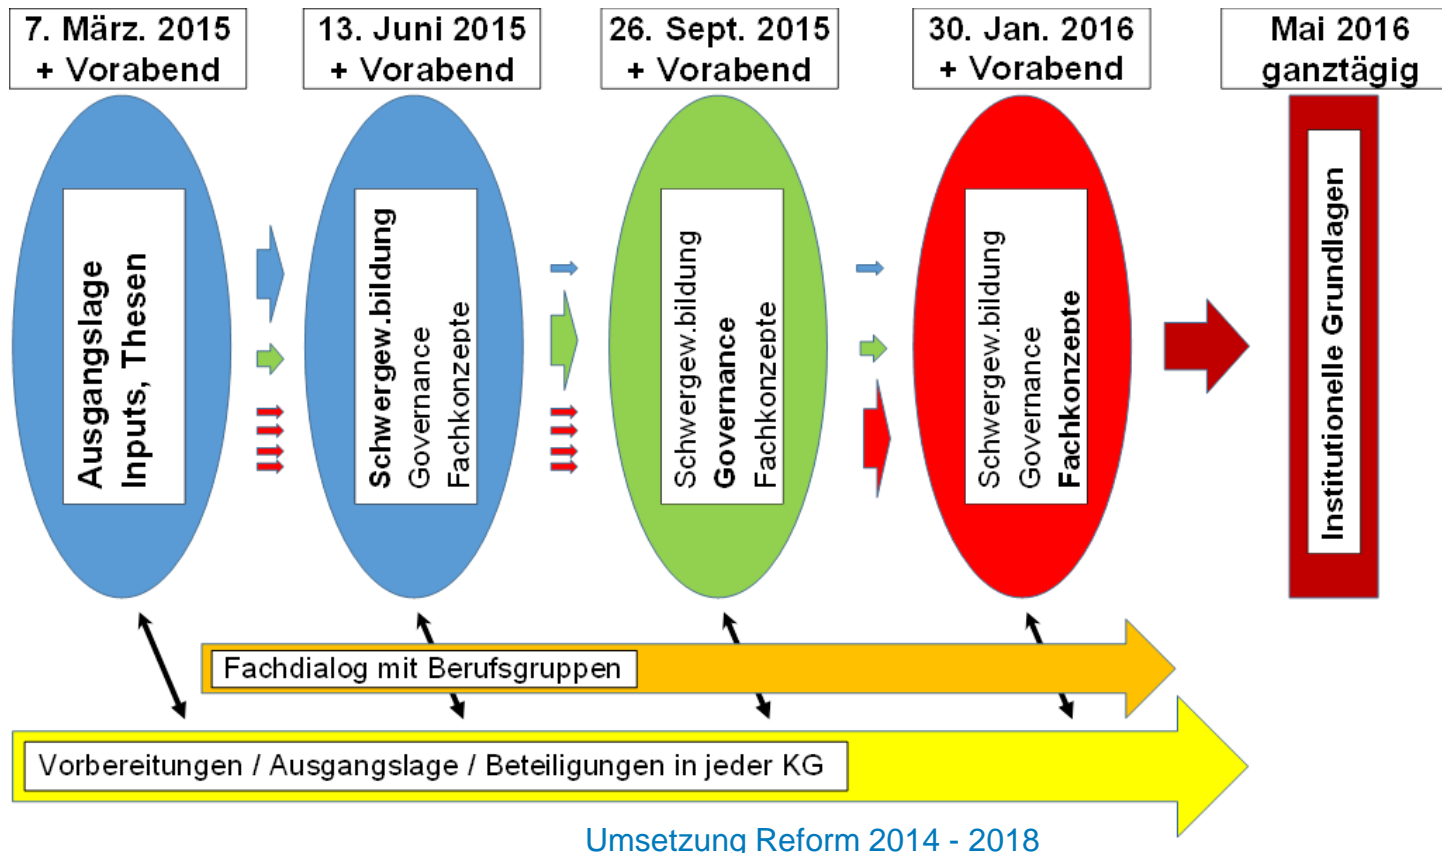 7. März. 2015
+ Vorabend
13. Juni 2015
+ Vorabend
26. Sept. 2015
+ Vorabend
30. Jan. 2016
+ Vorabend
Mai 2016
ganztägig
Ausgangslage
Inputs, Thesen
Schwergew.bildung
Governance
Fachkonzepte
Schwergew.bildung
Governance
Fachkonzepte
Schwergew.bildung
Governance
Fachkonzepte
Institutionelle Grundlagen
Fachdialog mit Berufsgruppen
Vorbereitungen / Ausgangslage / Beteiligungen in jeder KG
Umsetzung Reform 2014 - 2018